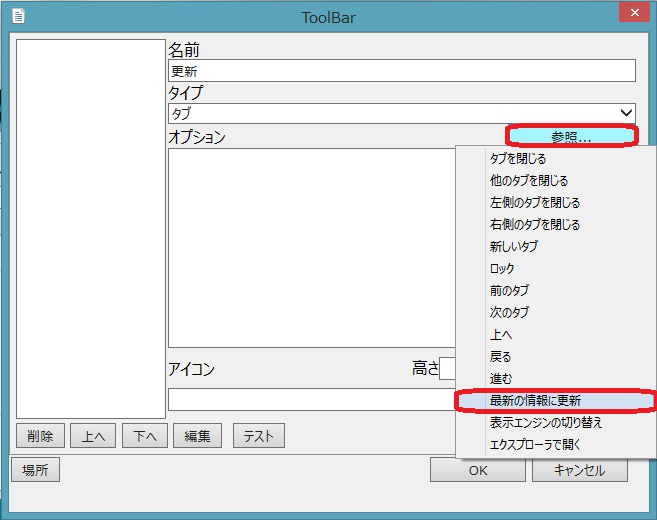 ToolBar
名前
更新
タイプ
タブ
オプション
参照...
タブを閉じる
他のタブを閉じる
左側のタブを閉じる
右側のタブを閉じる
新しいタブ
ロック
前のタブ
次のタブ
上へ
戻る
進む
最新の情報に更新
表示エンジンの切り替え
エクスプローラで開く
アイコン
高さ
削除
上へ
下へ
編集
テスト
場所
OK
キャンセル